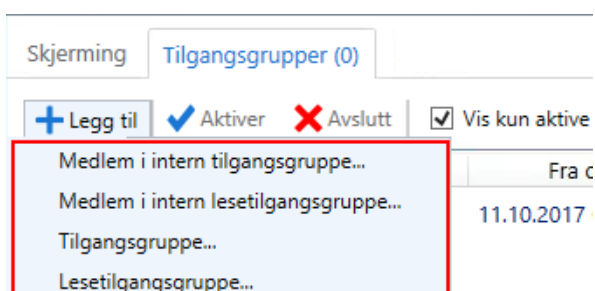 Skjerming Tilgangsgrupper (0)
Legg til Aktiver Avslutt Vis kun aktive
Medlem i intern tilgangsgruppe... Fra
Medlem i intern lesetilgangsgruppe... 11.10.2017
Tilgangsgruppe...
Lesetilgangsgruppe...